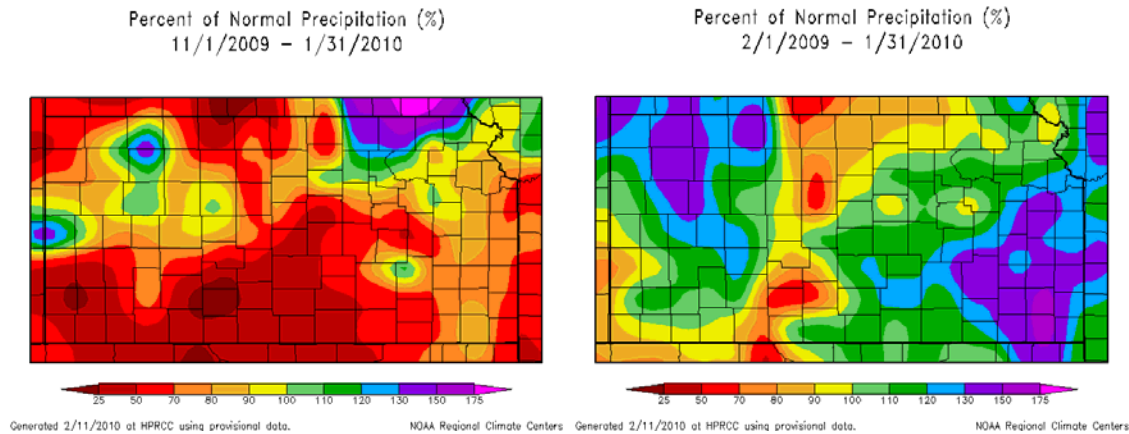 Percent of Normal Precipitation (%)
11/1/2009 – 1/31/2010
25 50 70 80 90 100 110 130 150 175
Generated 2/11/2010 at HPRCC using provisional data.
NOAA Regional Climate Centers
Percent of Normal Precipitation (%)
2/1/2009 – 1/31/2010
25 50 70 80 90 100 110 130 150 175
Generated 2/11/2010 at HPRCC using provisional data.
NOAA Regional Climate Centers